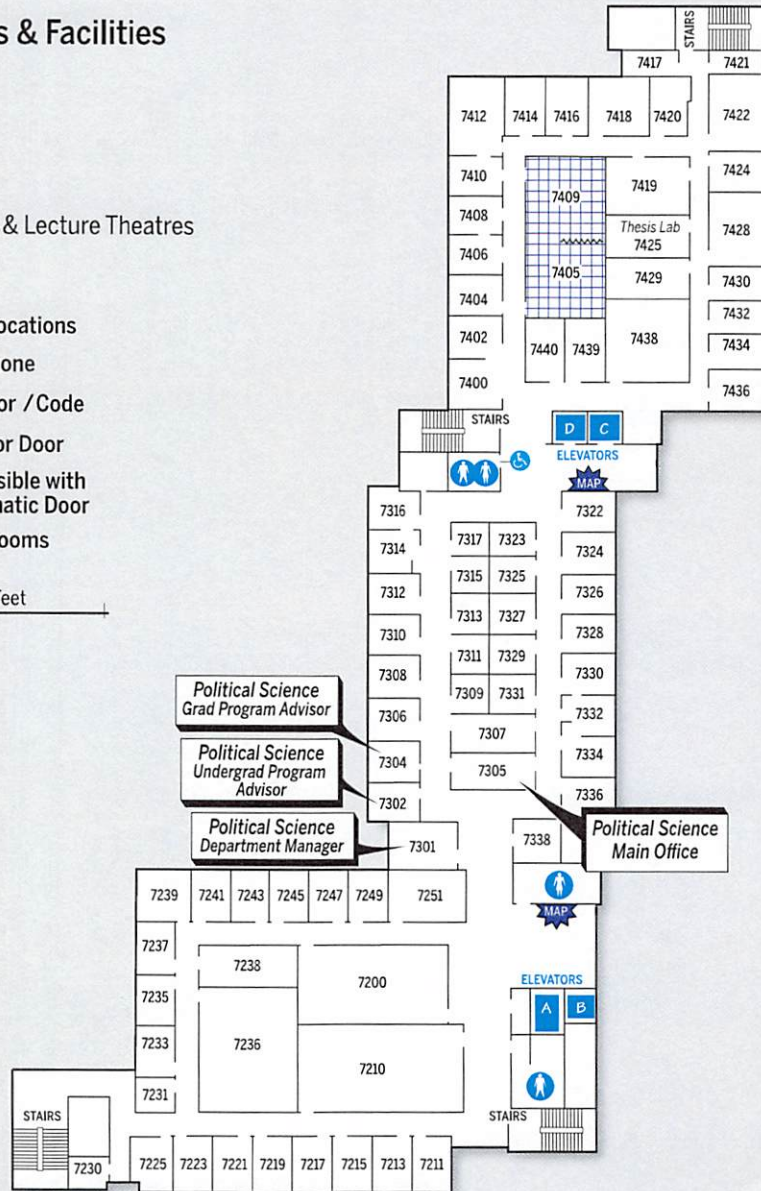 s & Facilities
& Lecture Theatres
ocations
one
or / Code
or Door
sible with
natic Door
ooms
eet
STAIRS
7417
7421
7412
7414
7416
7418
7420
7422
7410
7409
7419
7424
7408
Thesis Lab
7425
7428
7406
7405
7429
7430
7404
7432
7402
7440
7439
7438
7434
7400
7436
STAIRS
D
C
ELEVATORS
MAP
7316
7322
7317
7323
7314
7324
7315
7325
7312
7326
7313
7327
7310
7328
7311
7329
7308
7330
7309
7331
7306
7332
7307
7334
7304
7305
7302
7336
7301
7338
Political Science
Grad Program Advisor
Political Science
Undergrad Program
Advisor
Political Science
Department Manager
Political Science
Main Office
MAP
7239
7241
7243
7245
7247
7249
7251
7237
7238
7200
7235
ELEVATORS
A
B
7233
7236
7210
7231
STAIRS
STAIRS
7230
7225
7223
7221
7219
7217
7215
7213
7211